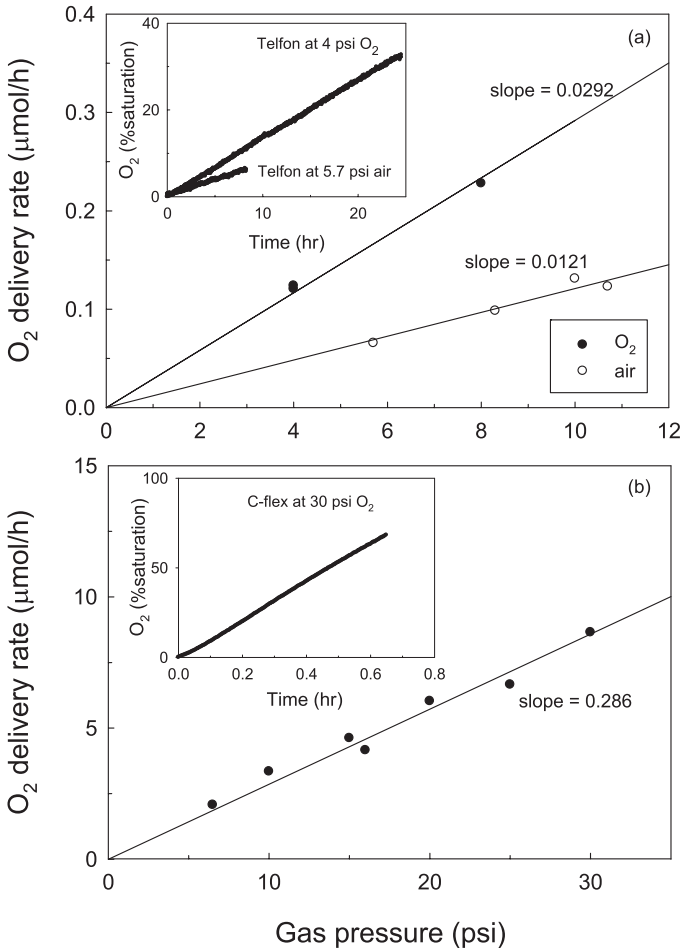 (a)
O2 delivery rate (μmol/h)
0.4
0.3
0.2
0.1
0.0
0
2
4
6
8
10
12
slope = 0.0292
slope = 0.0121
O2
air
O2 (%saturation)
40
20
0
0
10
20
Time (hr)
Telfon at 4 psi O2
Telfon at 5.7 psi air
(b)
O2 delivery rate (μmol/h)
15
10
5
0
0
10
20
30
slope = 0.286
O2 (%saturation)
100
50
0
0.0
0.2
0.4
0.6
0.8
Time (hr)
C-flex at 30 psi O2
Gas pressure (psi)